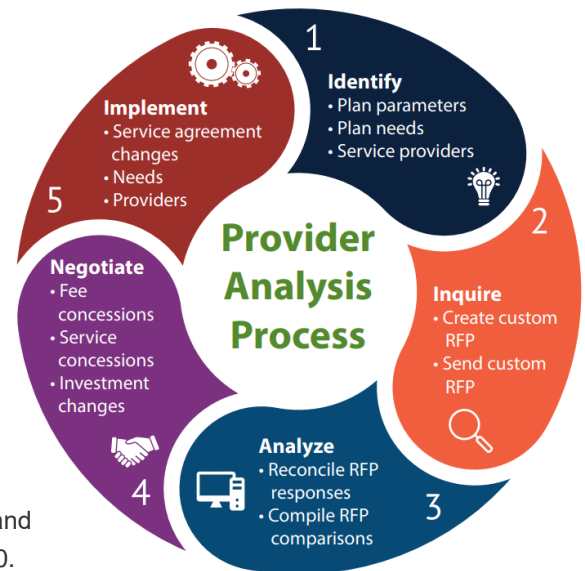 Provider
Analysis
Process
1
Identify
• Plan parameters
• Plan needs
• Service providers
2
Inquire
• Create custom
RFP
• Send custom
RFP
3
Analyze
• Reconcile RFP
responses
• Compile RFP
comparisons
4
Negotiate
• Fee
concessions
• Service
concessions
• Investment
changes
5
Implement
• Service agreement
changes
• Needs
• Providers
and
0.